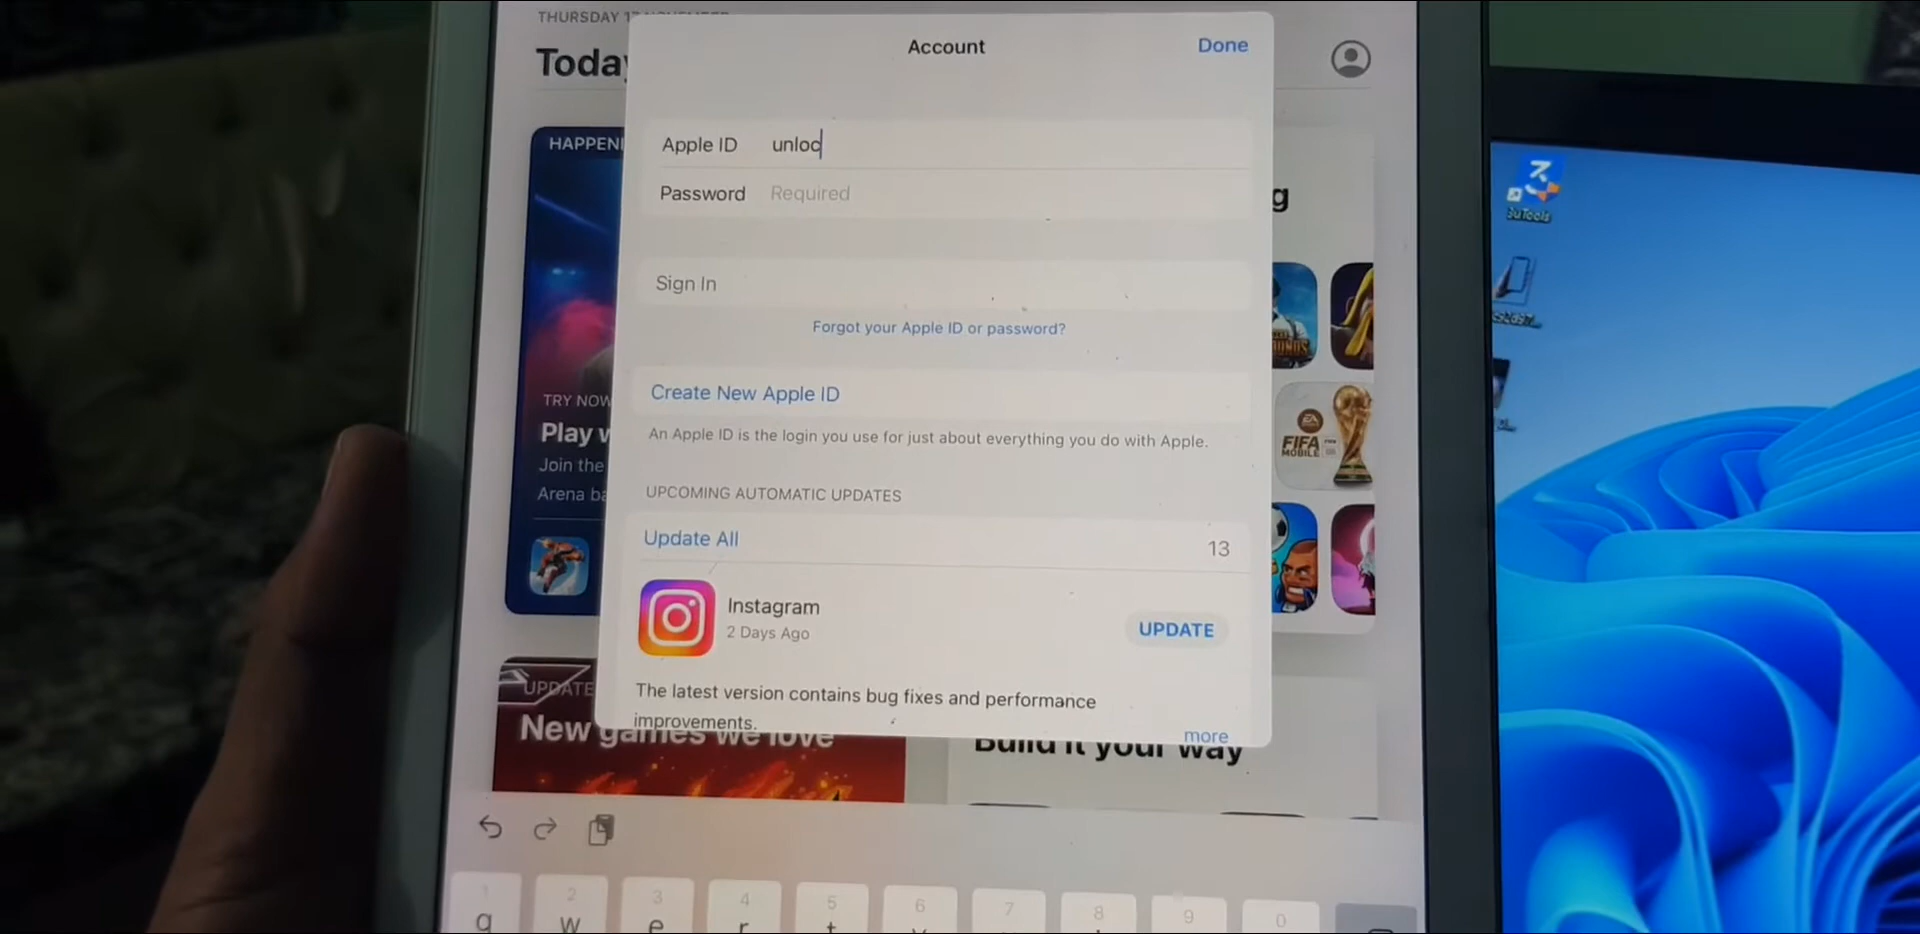 THURSDAY 17 NOVEMBER
Today
Account
Done
Apple ID unloc
Password Required
Sign In
Forgot your Apple ID or password?
Create New Apple ID
An Apple ID is the login you use for just about everything you do with Apple.
UPCOMING AUTOMATIC UPDATES
Update All 13
Instagram
2 Days Ago
UPDATE
The latest version contains bug fixes and performance
improvements.
more
HAPPENI
TRY NOW
Play w
Join the
Arena ba
g
EA
FIFA
MOBILE
UPDATE
New games we love
Build it your way
3uTools
1 2 3 4 5 6 7 8 9 0
q w e r t